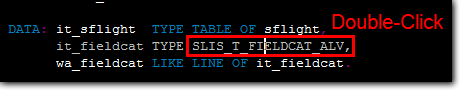 DATA: it_sflight TYPE TABLE OF sflight,
Double-Click
it_fieldcat TYPE SLIS_T_FIELDCAT_ALV,
wa_fieldcat LIKE LINE OF it_fieldcat.